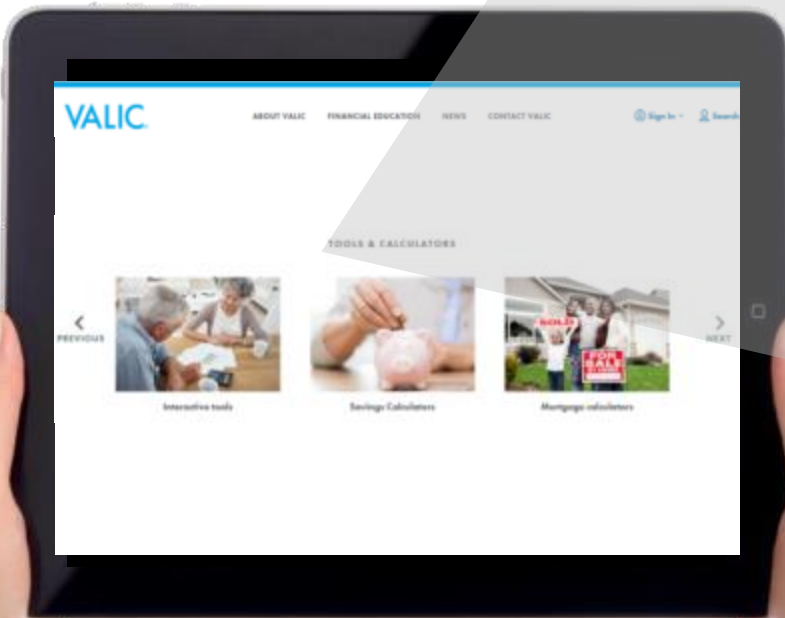 VALIC
ABOUT VALIC FINANCIAL EDUCATION NEWS CONTACT VALIC Sign In Search
TOOLS & CALCULATORS
PREVIOUS
SOLD
FOR
SALE
NEXT
Interactive tools Savings Calculators Mortgage calculators